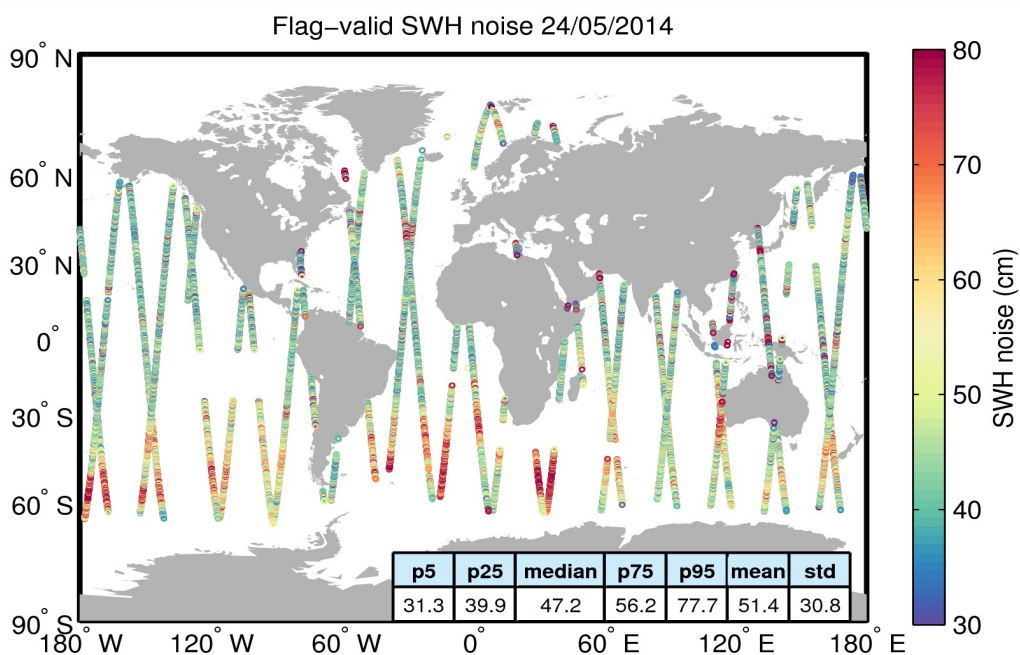 Flag−valid SWH noise 24/05/2014
90° N
60° N
30° N
0°
30° S
60° S
90° S
180° W
120° W
60° W
0°
60° E
120° E
180° E
80
70
60
50
40
30
SWH noise (cm)
p5 p25 median p75 p95 mean std
31.3 39.9 47.2 56.2 77.7 51.4 30.8